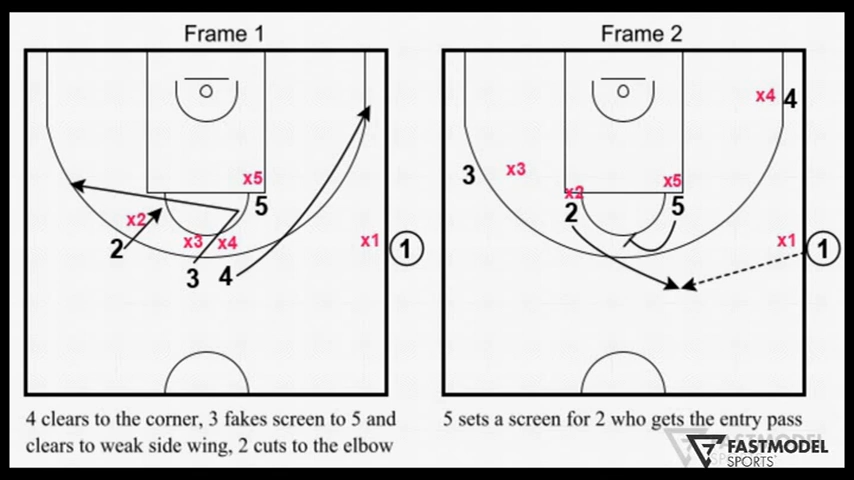 Frame 1
x5
5
x2
2
x3
x4
x1
1
3
4
4 clears to the corner, 3 fakes screen to 5 and
clears to weak side wing, 2 cuts to the elbow
Frame 2
x4
4
x3
3
x5
x2
2
5
x1
1
5 sets a screen for 2 who gets the entry pass
FASTMODEL
SPORTS